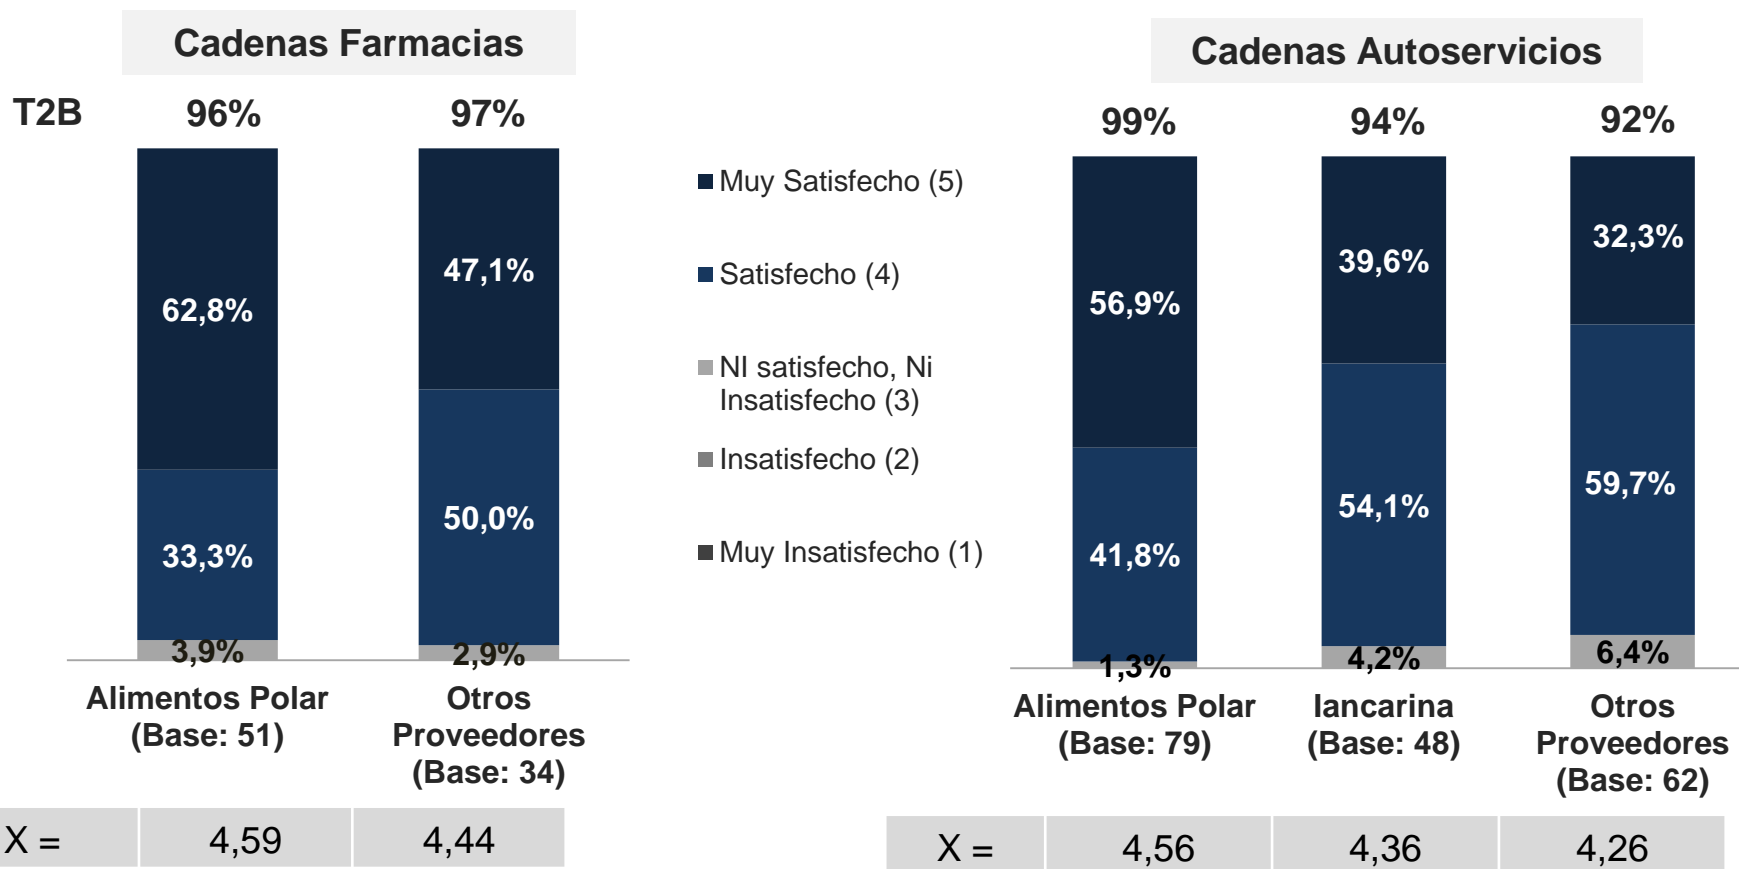 Cadenas Farmacias
T2B
96%
97%
62,8%
47,1%
33,3%
50,0%
3,9%
2,9%
Alimentos Polar
(Base: 51)
Otros
Proveedores
(Base: 34)
X =
4,59
4,44
Muy Satisfecho (5)
Satisfecho (4)
NI satisfecho, Ni
Insatisfecho (3)
Insatisfecho (2)
Muy Insatisfecho (1)
Cadenas Autoservicios
99%
94%
92%
56,9%
39,6%
32,3%
41,8%
54,1%
59,7%
1,3%
4,2%
6,4%
Alimentos Polar
(Base: 79)
Iancarina
(Base: 48)
Otros
Proveedores
(Base: 62)
X =
4,56
4,36
4,26